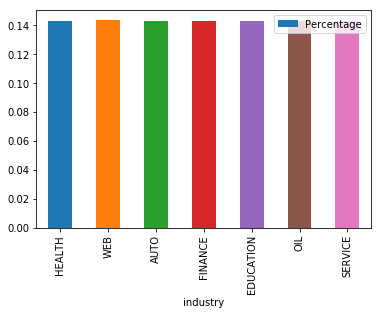 0.14
0.12
0.10
0.08
0.06
0.04
0.02
0.00
Percentage
HEALTH
WEB
AUTO
FINANCE
EDUCATION
OIL
SERVICE
industry